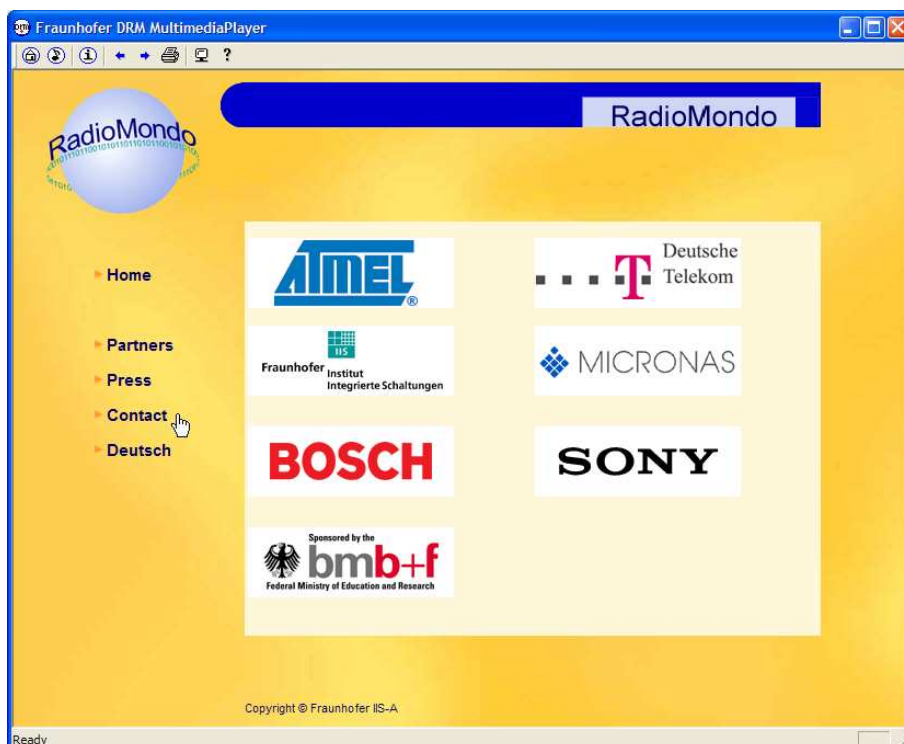 Fraunhofer DRM MultimediaPlayer
?
RadioMondo
RadioMondo
Home
Partners
Press
Contact
Deutsch
ATMEL®
Deutsche
Telekom
T
IIS
Fraunhofer Institut
Integrierte Schaltungen
MICRONAS
BOSCH
SONY
Sponsored by the
bmb+f
Federal Ministry of Education and Research
Copyright © Fraunhofer IIS-A
Ready